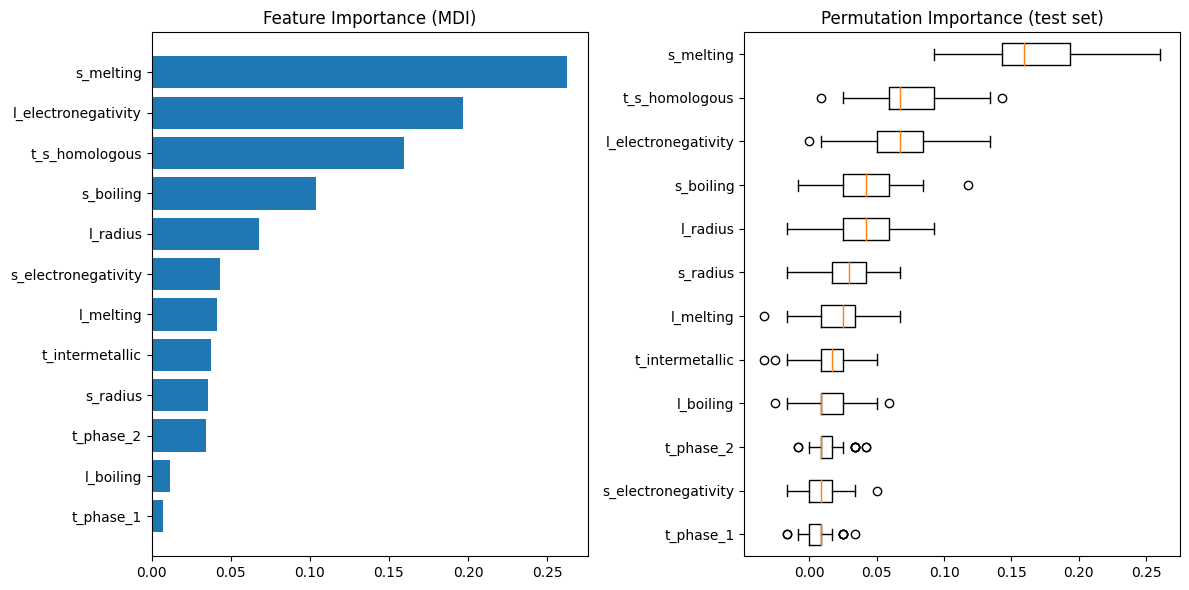 Feature Importance (MDI)
s_melting
l_electronegativity
t_s_homologous
s_boiling
l_radius
s_electronegativity
l_melting
t_intermetallic
s_radius
t_phase_2
l_boiling
t_phase_1
0.00 0.05 0.10 0.15 0.20 0.25
Permutation Importance (test set)
s_melting
t_s_homologous
l_electronegativity
s_boiling
l_radius
s_radius
l_melting
t_intermetallic
l_boiling
t_phase_2
s_electronegativity
t_phase_1
0.00 0.05 0.10 0.15 0.20 0.25